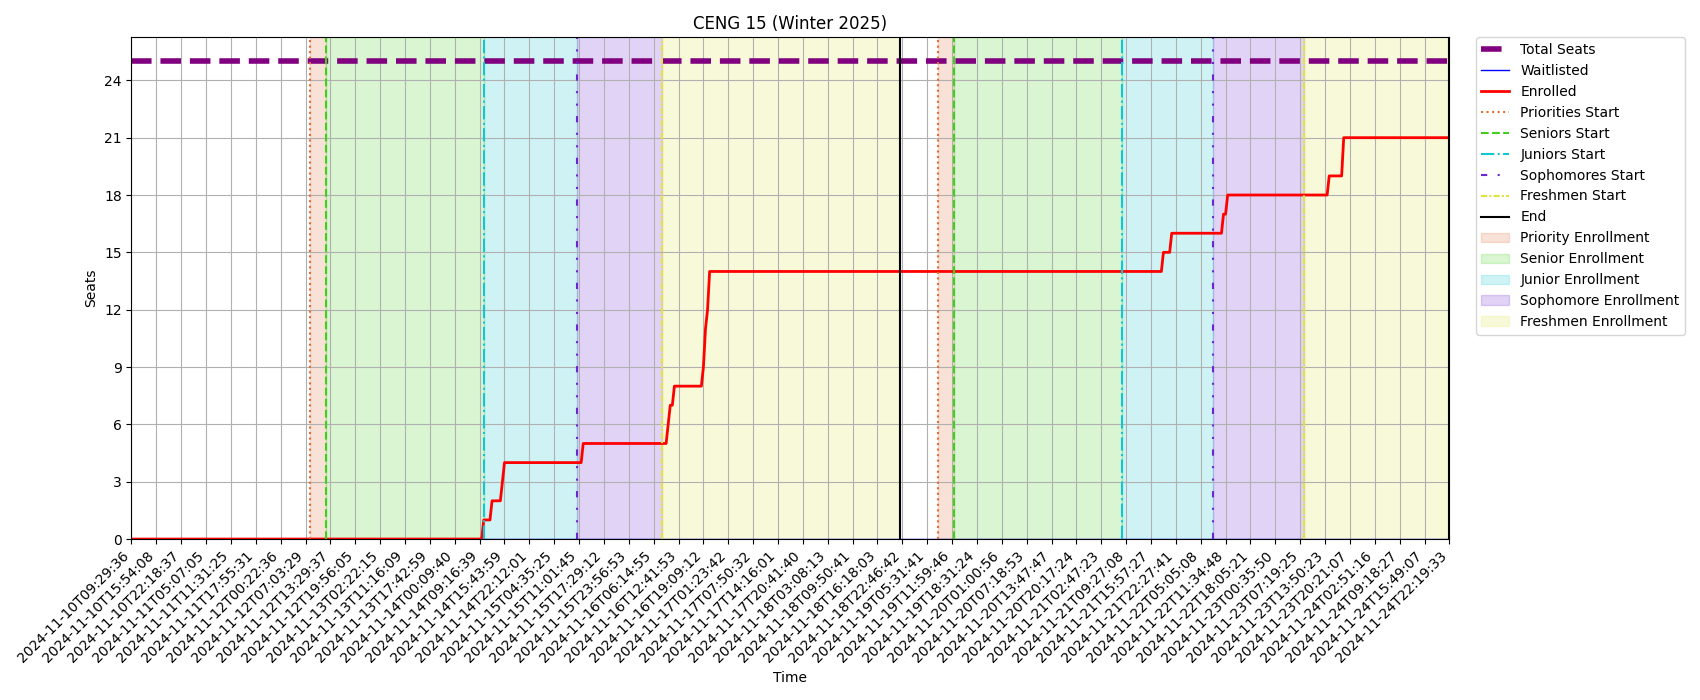 CENG 15 (Winter 2025)
Seats
24
21
18
15
12
9
6
3
0
2024-11-10T09:29:36
2024-11-10T15:54:08
2024-11-10T22:18:37
2024-11-11T05:07:05
2024-11-11T11:31:25
2024-11-11T17:55:31
2024-11-12T00:22:36
2024-11-12T07:03:29
2024-11-12T13:29:37
2024-11-12T19:56:05
2024-11-13T02:22:15
2024-11-13T11:16:09
2024-11-13T17:42:59
2024-11-14T00:09:40
2024-11-14T09:16:39
2024-11-14T15:43:59
2024-11-14T22:12:01
2024-11-15T04:35:25
2024-11-15T11:01:45
2024-11-15T17:29:12
2024-11-15T23:56:53
2024-11-16T06:14:55
2024-11-16T12:41:53
2024-11-16T19:09:12
2024-11-17T01:23:42
2024-11-17T07:50:32
2024-11-17T14:16:01
2024-11-17T20:41:40
2024-11-18T03:08:13
2024-11-18T09:50:41
2024-11-18T16:18:03
2024-11-18T22:46:42
2024-11-19T05:31:41
2024-11-19T11:59:46
2024-11-19T18:31:24
2024-11-20T01:00:56
2024-11-20T07:18:53
2024-11-20T13:47:47
2024-11-20T20:17:24
2024-11-21T02:47:23
2024-11-21T09:27:08
2024-11-21T15:57:27
2024-11-21T22:27:41
2024-11-22T05:05:08
2024-11-22T11:34:48
2024-11-22T18:05:21
2024-11-23T00:35:50
2024-11-23T07:19:25
2024-11-23T13:50:23
2024-11-23T20:21:07
2024-11-24T02:51:16
2024-11-24T09:18:27
2024-11-24T15:49:07
2024-11-24T22:19:33
Time
Total Seats
Waitlisted
Enrolled
Priorities Start
Seniors Start
Juniors Start
Sophomores Start
Freshmen Start
End
Priority Enrollment
Senior Enrollment
Junior Enrollment
Sophomore Enrollment
Freshmen Enrollment